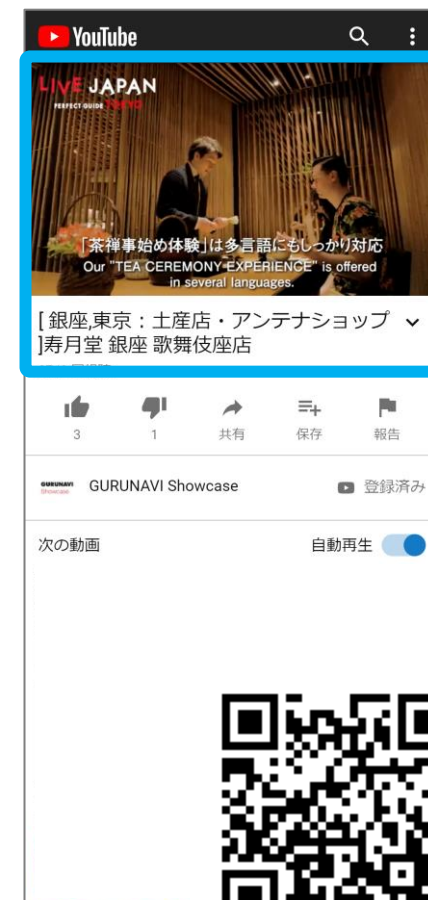 YouTube
LIVE JAPAN
PERFECT GUIDE TOKYO
「茶禅事始め体験」は多言語にもしっかり対応
Our "TEA CEREMONY EXPERIENCE" is offered
in several languages.
[ 銀座,東京：土産店・アンテナショップ
]寿月堂 銀座 歌舞伎座店
3
1
共有
保存
報告
GURUNAVI
Showcase
GURUNAVI Showcase
登録済み
次の動画
自動再生